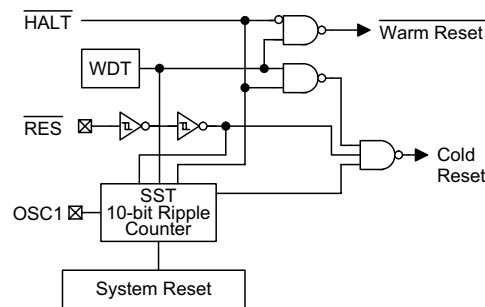 HALT
Warm Reset
WDT
RES
Cold
Reset
OSC1
SST
10-bit Ripple
Counter
System Reset